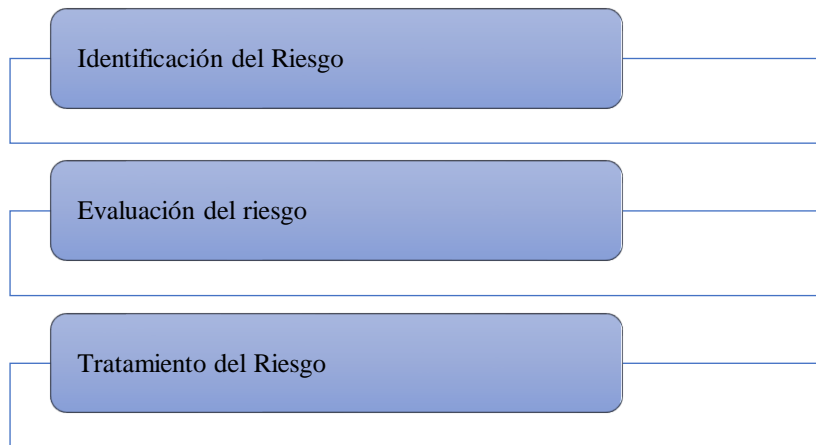 Identificación del Riesgo
Evaluación del riesgo
Tratamiento del Riesgo